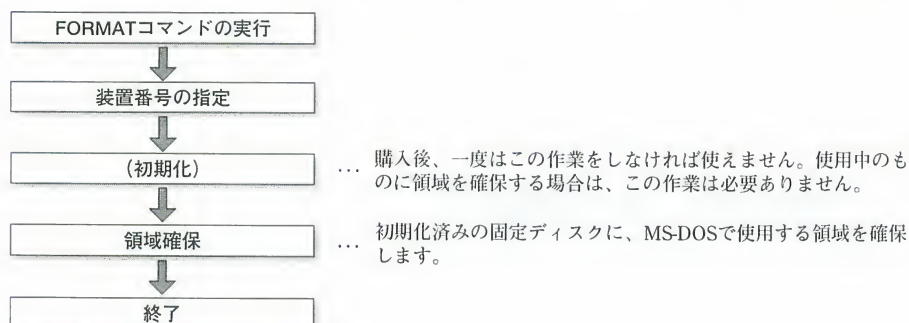 FORMATコマンドの実行
装置番号の指定
(初期化)
… 購入後、一度はこの作業をしなければ使えません。使用中のも
のに領域を確保する場合は、この作業は必要ありません。
領域確保
… 初期化済みの固定ディスクに、MS-DOSで使用する領域を確保
します。
終了